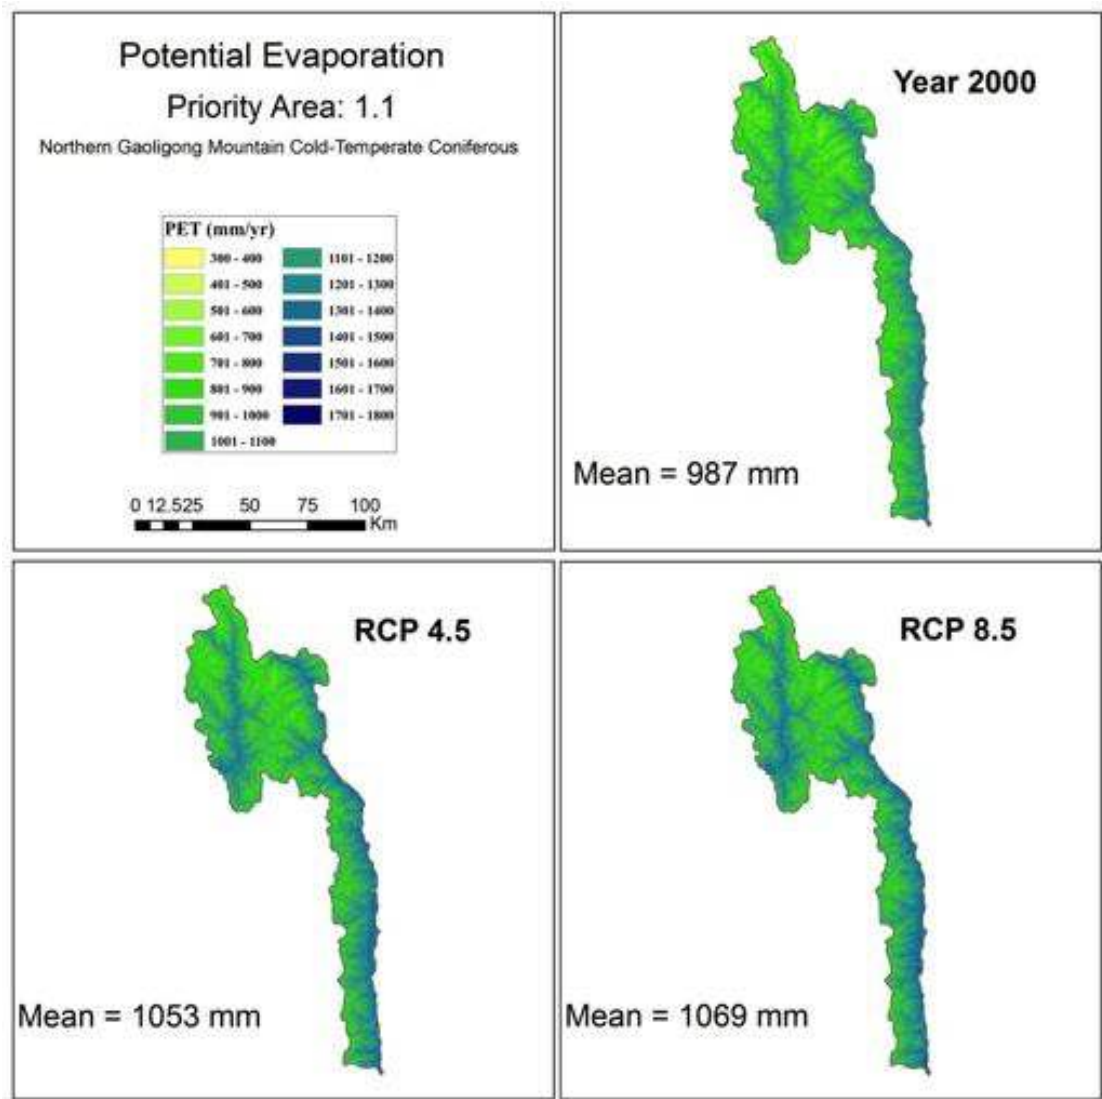 Potential Evaporation
Priority Area: 1.1
Northern Gaoligong Mountain Cold-Temperate Coniferous
PET (mm/yr)
300 - 400
401 - 500
501 - 600
601 - 700
701 - 800
801 - 900
901 - 1000
1001 - 1100
1101 - 1200
1201 - 1300
1301 - 1400
1401 - 1500
1501 - 1600
1601 - 1700
1701 - 1800
0 12.525 50 75 100
Km
Year 2000
Mean = 987 mm
RCP 4.5
Mean = 1053 mm
RCP 8.5
Mean = 1069 mm